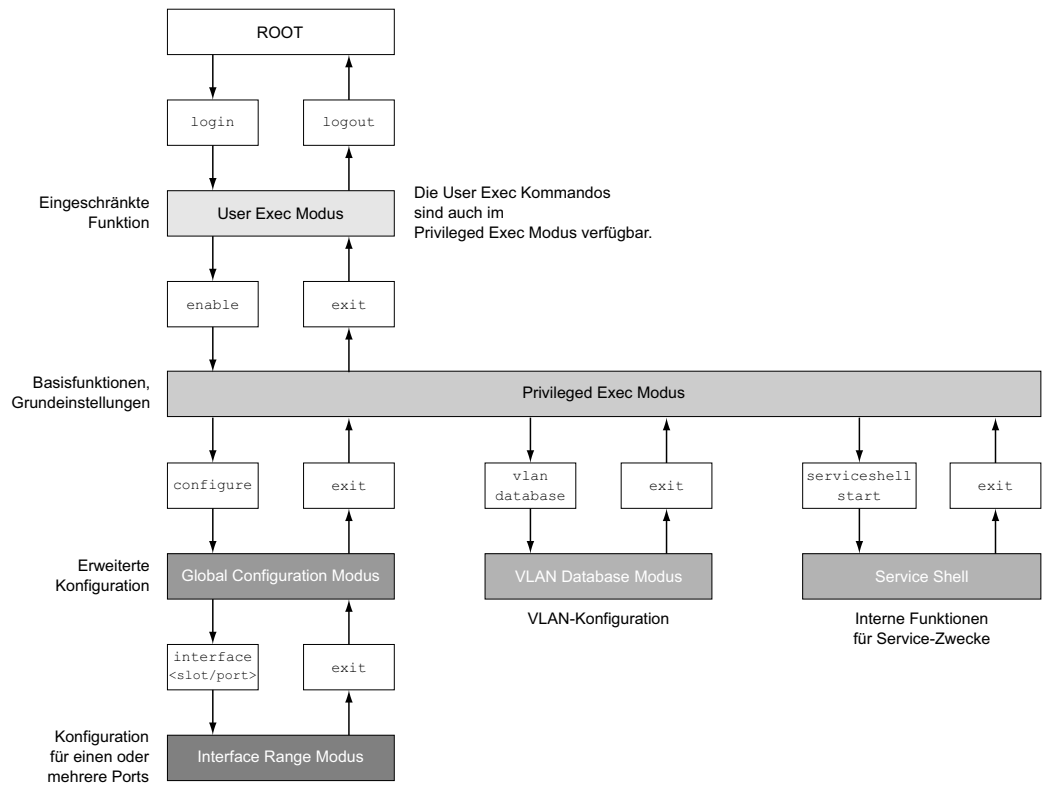 ROOT
login
logout
Eingeschränkte
Funktion
User Exec Modus
Die User Exec Kommandos
sind auch im
Privileged Exec Modus verfügbar.
enable
exit
Basisfunktionen,
Grundeinstellungen
Privileged Exec Modus
configure
exit
vlan
database
exit
serviceshell
start
exit
Erweiterte
Konfiguration
Global Configuration Modus
VLAN Database Modus
Service Shell
VLAN-Konfiguration
Interne Funktionen
für Service-Zwecke
interface
<slot/port>
exit
Konfiguration
für einen oder
mehrere Ports
Interface Range Modus